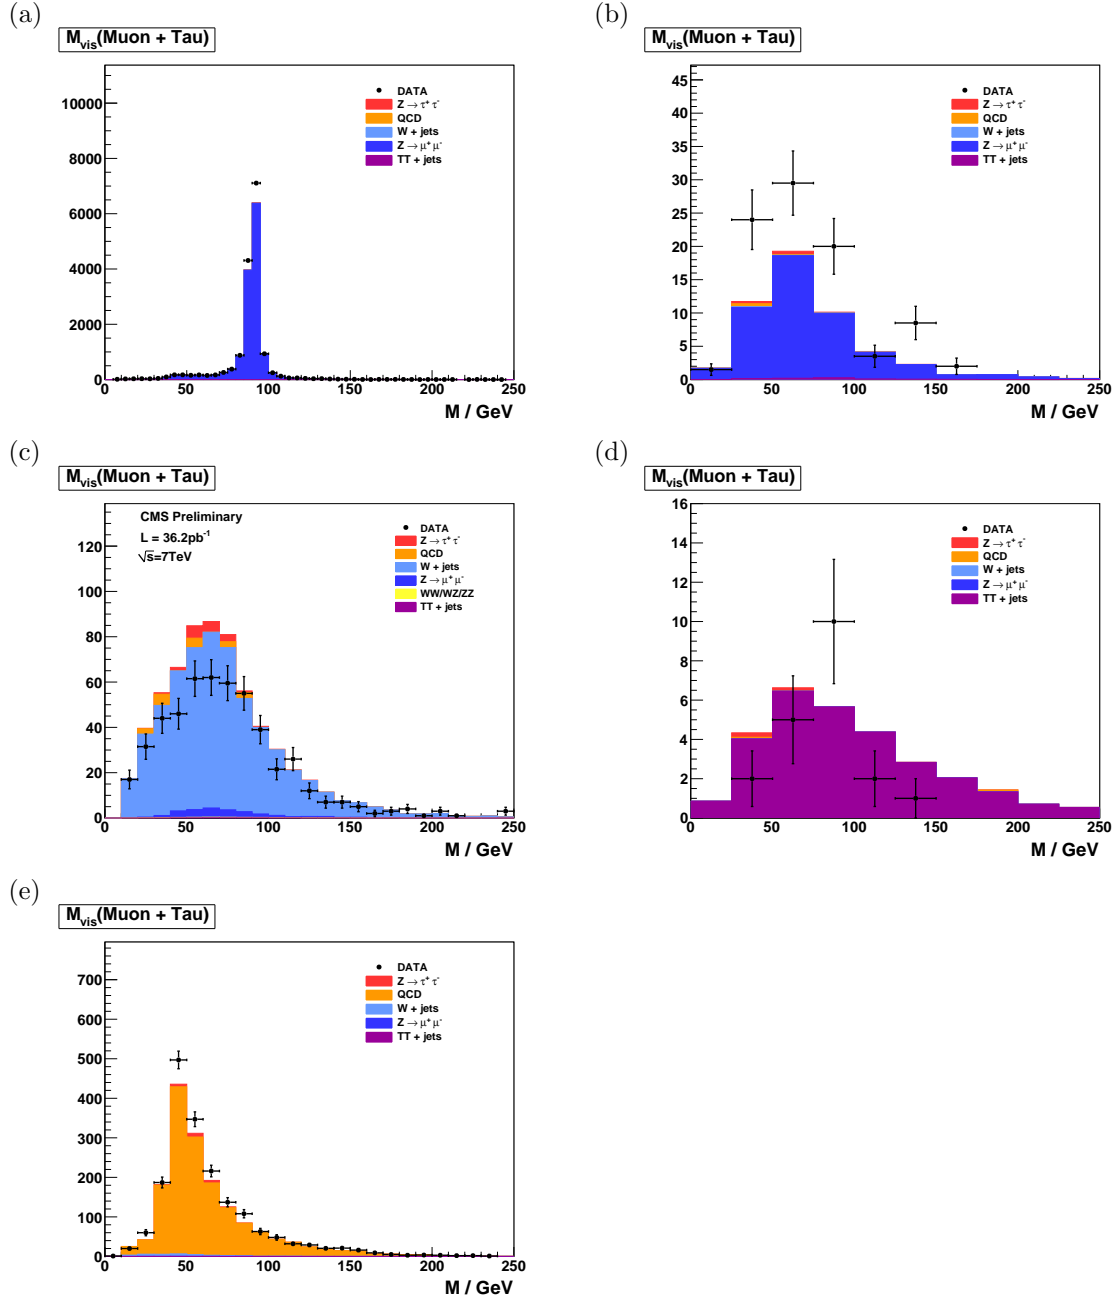 (a)
M_vis(Muon + Tau)
DATA
Z → τ⁺ τ⁻
QCD
W + jets
Z → μ⁺ μ⁻
TT + jets
10000
8000
6000
4000
2000
0
0 50 100 150 200 250
M / GeV
(b)
M_vis(Muon + Tau)
DATA
Z → τ⁺ τ⁻
QCD
W + jets
Z → μ⁺ μ⁻
TT + jets
45
40
35
30
25
20
15
10
5
0
0 50 100 150 200 250
M / GeV
(c)
M_vis(Muon + Tau)
CMS Preliminary
L = 36.2pb⁻¹
√s=7TeV
DATA
Z → τ⁺ τ⁻
QCD
W + jets
Z → μ⁺ μ⁻
WW/WZ/ZZ
TT + jets
120
100
80
60
40
20
0
0 50 100 150 200 250
M / GeV
(d)
M_vis(Muon + Tau)
DATA
Z → τ⁺ τ⁻
QCD
W + jets
Z → μ⁺ μ⁻
TT + jets
16
14
12
10
8
6
4
2
0
0 50 100 150 200 250
M / GeV
(e)
M_vis(Muon + Tau)
DATA
Z → τ⁺ τ⁻
QCD
W + jets
Z → μ⁺ μ⁻
TT + jets
700
600
500
400
300
200
100
0
0 50 100 150 200 250
M / GeV